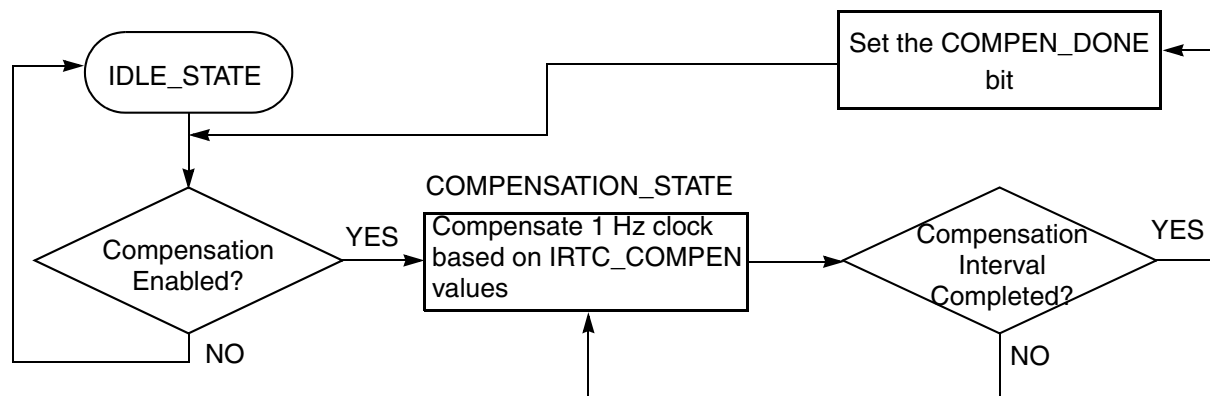 IDLE_STATE
Set the COMPEN_DONE
bit
Compensation
Enabled?
YES
NO
COMPENSATION_STATE
Compensate 1 Hz clock
based on IRTC_COMPEN
values
Compensation
Interval
Completed?
YES
NO